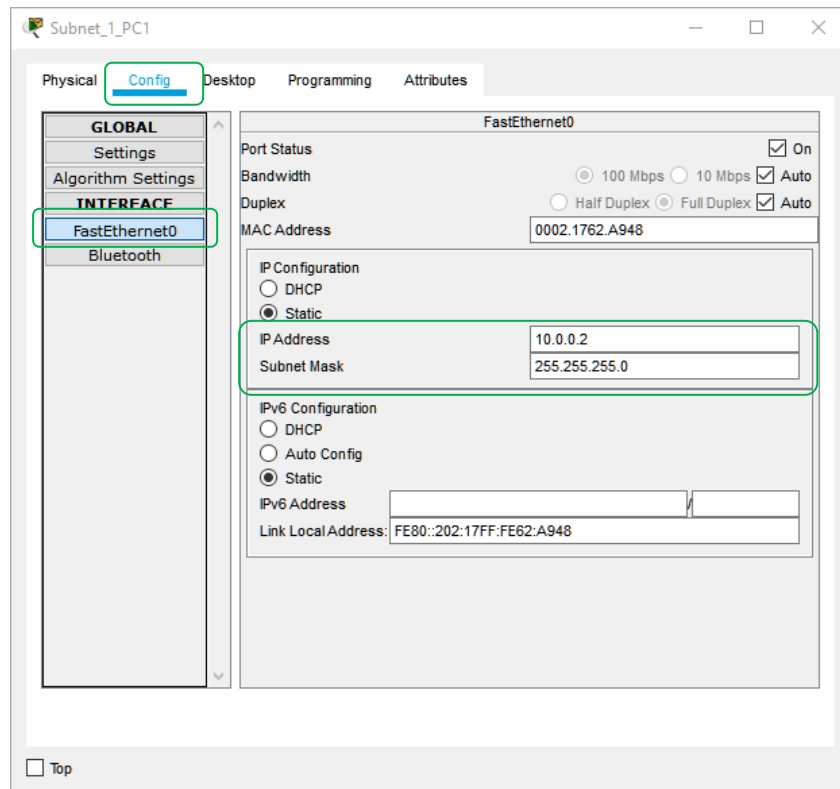 Subnet_1_PC1
Physical Config Desktop Programming Attributes
GLOBAL
Settings
Algorithm Settings
INTERFACE
FastEthernet0
Bluetooth
FastEthernet0
Port Status On
Bandwidth 100 Mbps 10 Mbps Auto
Duplex Half Duplex Full Duplex Auto
MAC Address 0002.1762.A948
IP Configuration
DHCP
Static
IP Address 10.0.0.2
Subnet Mask 255.255.255.0
IPv6 Configuration
DHCP
Auto Config
Static
IPv6 Address /
Link Local Address: FE80::202:17FF:FE62:A948
Top